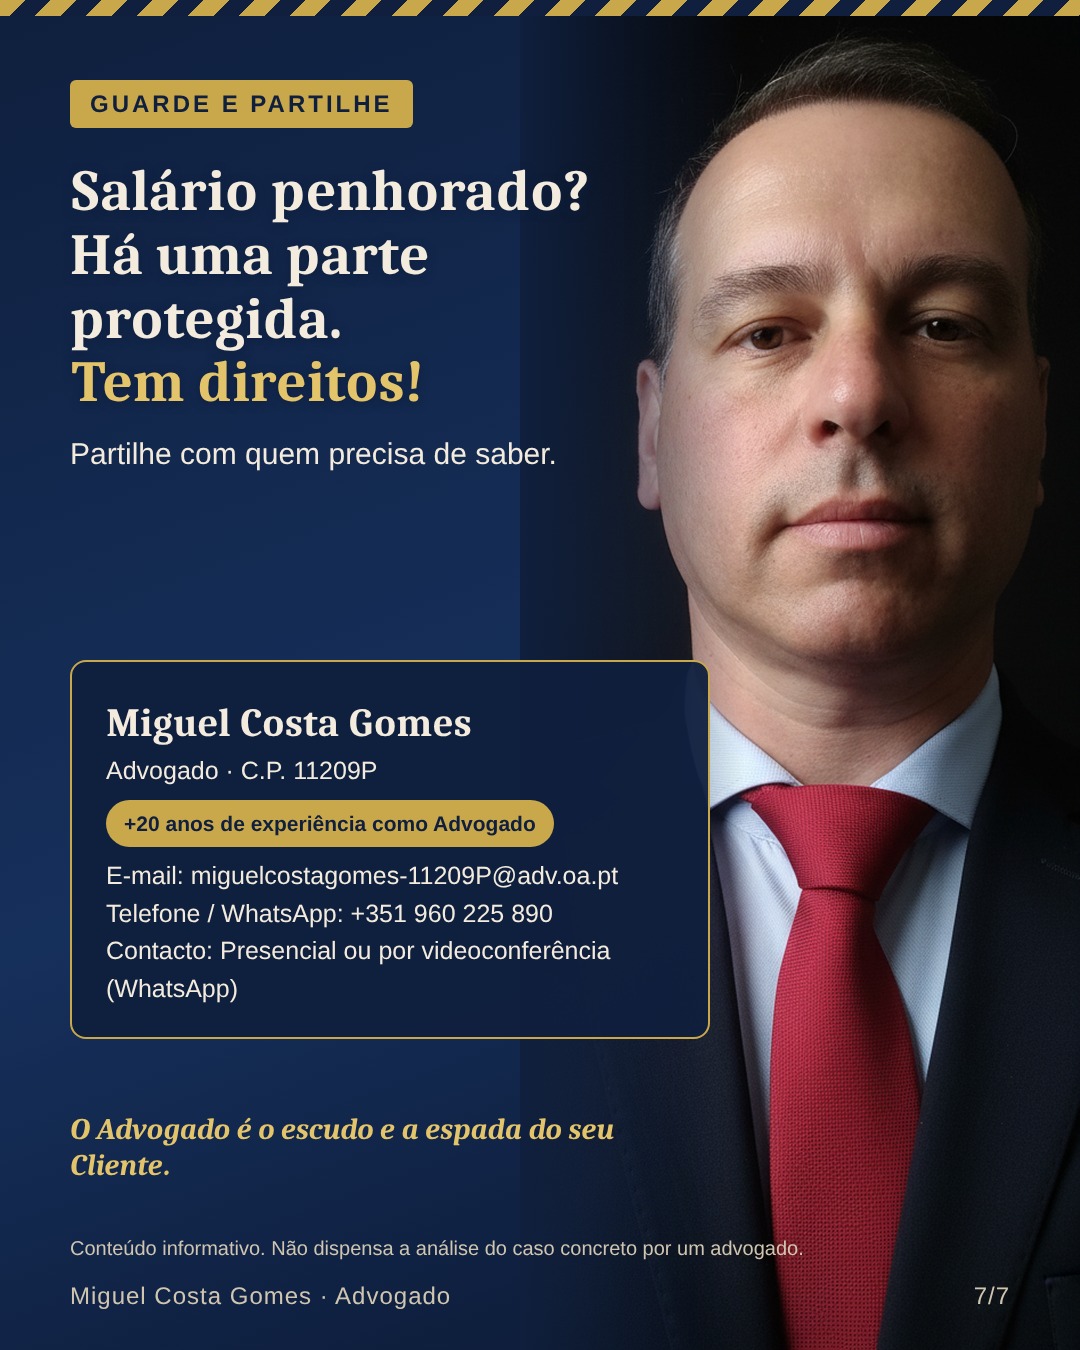 GUARDE E PARTILHE
Salário penhorado?
Há uma parte
protegida.
Tem direitos!
Partilhe com quem precisa de saber.
Miguel Costa Gomes
Advogado · C.P. 11209P
+20 anos de experiência como Advogado
E-mail: miguelcostagomes-11209P@adv.oa.pt
Telefone / WhatsApp: +351 960 225 890
Contacto: Presencial ou por videoconferência
(WhatsApp)
O Advogado é o escudo e a espada do seu
Cliente.
Conteúdo informativo. Não dispensa a análise do caso concreto por um advogado.
Miguel Costa Gomes · Advogado
7/7